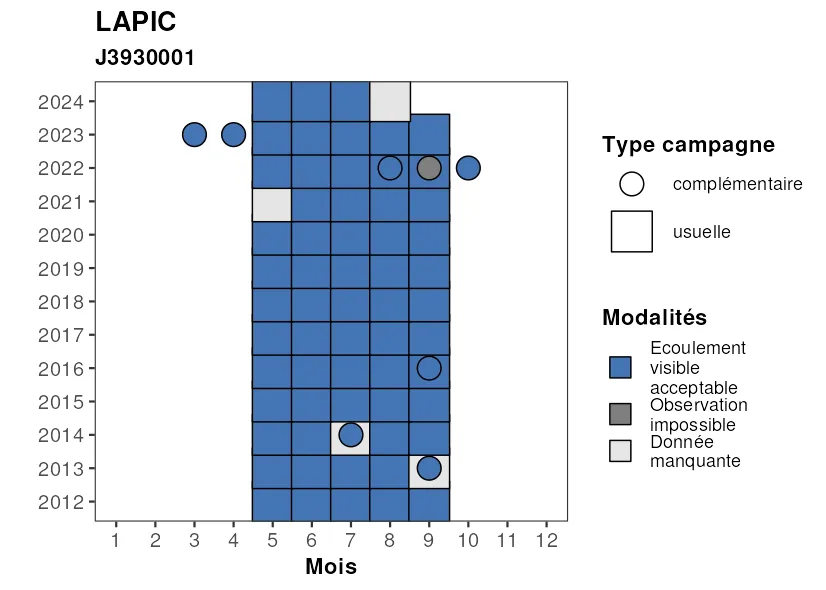 LAPIC
J3930001
2024
2023
2022
2021
2020
2019
2018
2017
2016
2015
2014
2013
2012
1 2 3 4 5 6 7 8 9 10 11 12
Mois
Type campagne
complémentaire
usuelle
Modalités
Ecoulement
visible
acceptable
Observation
impossible
Donnée
manquante